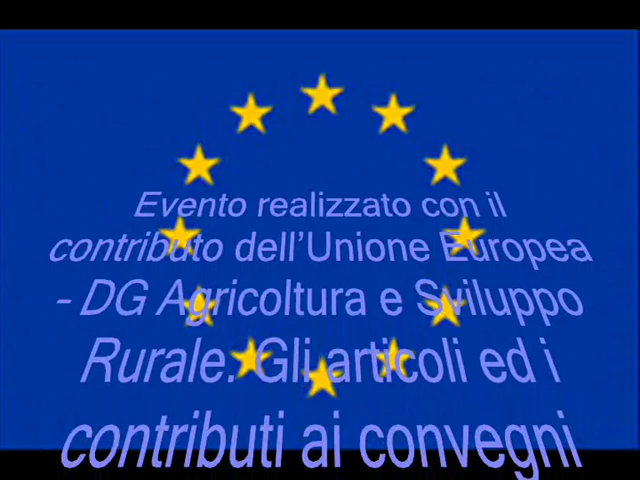 Evento realizzato con il
contributo dell'Unione Europea
- DG Agricoltura e Sviluppo
Rurale. Gli articoli ed i
contributi ai convegni